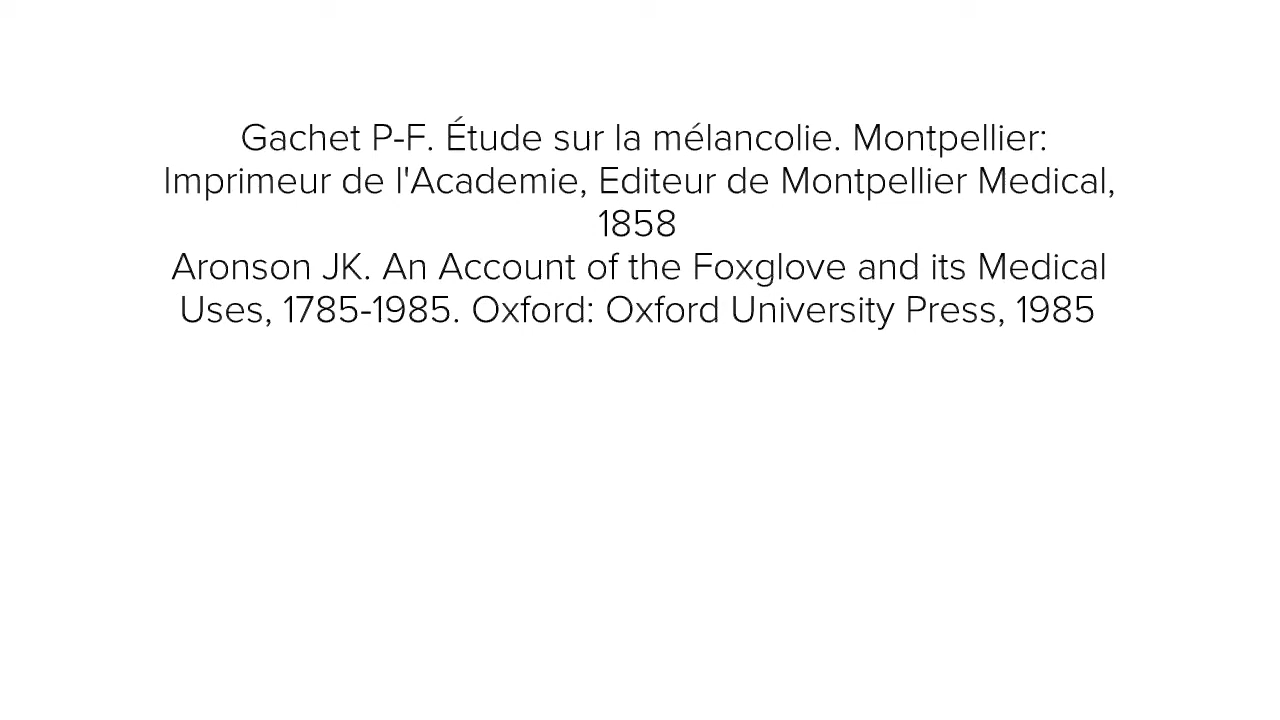 Gachet P-F. Étude sur la mélancolie. Montpellier:
Imprimeur de l'Academie, Editeur de Montpellier Medical,
1858
Aronson JK. An Account of the Foxglove and its Medical
Uses, 1785-1985. Oxford: Oxford University Press, 1985